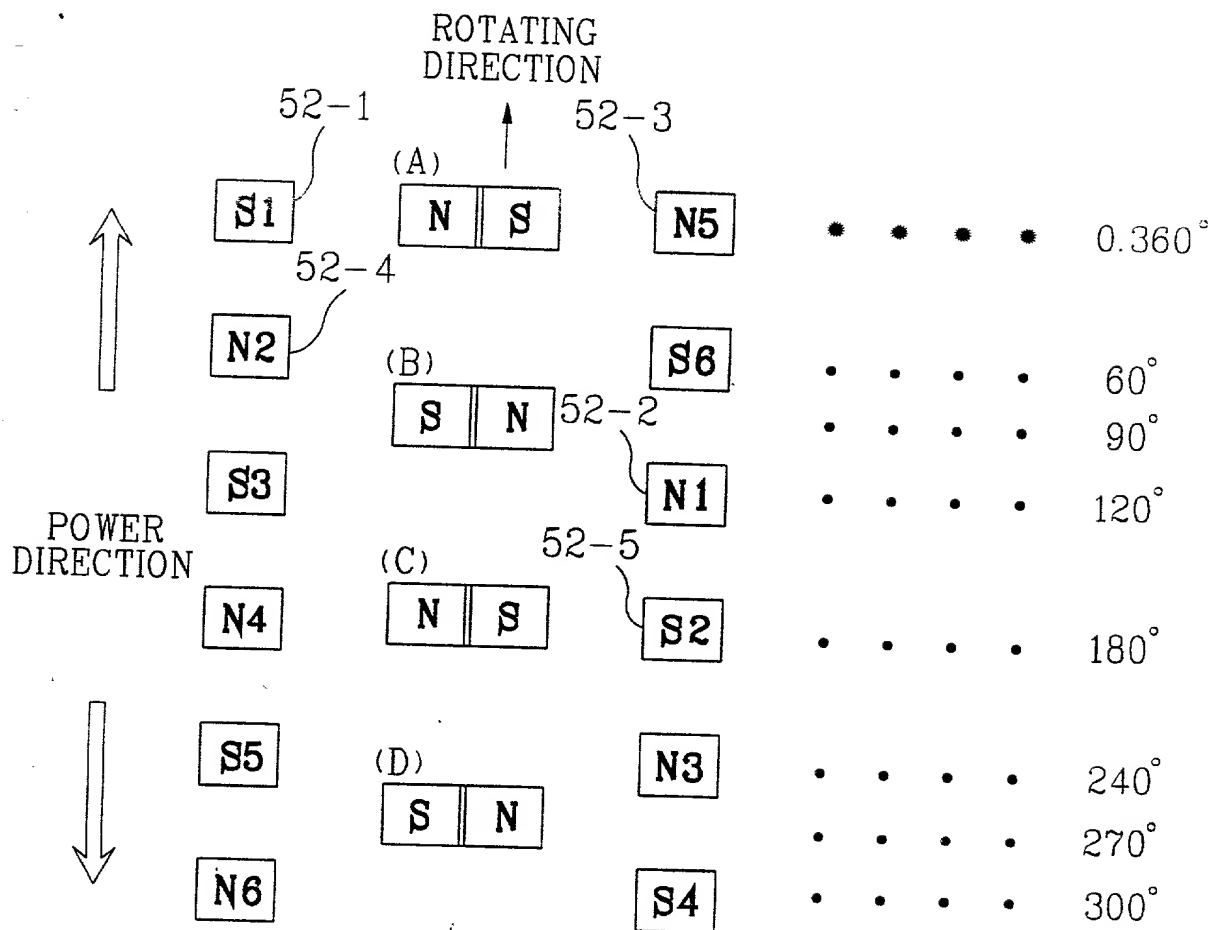 ROTATING
DIRECTION
52-1
52-3
(A)
S1
N S
N5
0.360°
52-4
N2
S6
(B)
60°
S N
52-2
90°
S3
N1
120°
POWER
DIRECTION
52-5
(C)
N4
N S
S2
180°
S5
(D)
N3
240°
S N
270°
N6
S4
300°